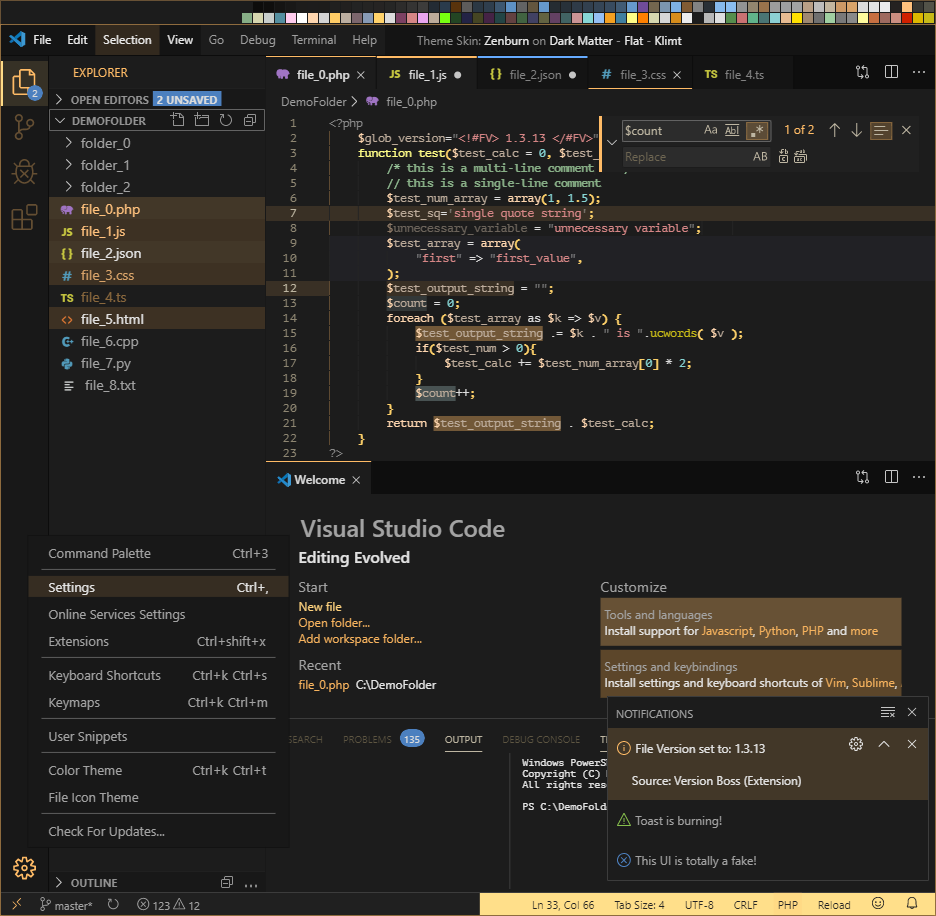 File Edit Selection View Go Debug Terminal Help Theme Skin: Zenburn on Dark Matter - Flat - Klimt
2
EXPLORER
OPEN EDITORS 2 UNSAVED
DEMOFOLDER
folder_0
folder_1
folder_2
file_0.php
file_1.js
file_2.json
file_3.css
file_4.ts
file_5.html
file_6.cpp
file_7.py
file_8.txt
OUTLINE
file_0.php JS file_1.js {} file_2.json # file_3.css TS file_4.ts
DemoFolder > file_0.php
1 <?php
2 $glob_version="<!#FV> 1.3.13 </#FV>"
3 function test($test_calc = 0, $test_
4 /* this is a multi-line comment
5 // this is a single-line comment
6 $test_num_array = array(1, 1.5);
7 $test_sq='single quote string';
8 $unnecessary_variable = "unnecessary variable";
9 $test_array = array(
10 "first" => "first_value",
11 );
12 $test_output_string = "";
13 $count = 0;
14 foreach ($test_array as $k => $v) {
15 $test_output_string .= $k . " is ".ucwords( $v );
16 if($test_num > 0){
17 $test_calc += $test_num_array[0] * 2;
18 }
19 $count++;
20 }
21 return $test_output_string . $test_calc;
22 }
23 ?>
$count Aa Abl .* 1 of 2
Replace AB
Welcome
Visual Studio Code
Editing Evolved
Start
New file
Open folder...
Add workspace folder...
Recent
file_0.php C:\DemoFolder
Customize
Tools and languages
Install support for Javascript, Python, PHP and more
Settings and keybindings
Install settings and keyboard shortcuts of Vim, Sublime,
Command Palette Ctrl+3
Settings Ctrl+,
Online Services Settings
Extensions Ctrl+shift+x
Keyboard Shortcuts Ctrl+k Ctrl+s
Keymaps Ctrl+k Ctrl+m
User Snippets
Color Theme Ctrl+k Ctrl+t
File Icon Theme
Check For Updates...
SEARCH PROBLEMS 135 OUTPUT DEBUG CONSOLE
Windows PowerS
Copyright (C)
All rights res
PS C:\DemoFold
NOTIFICATIONS
File Version set to: 1.3.13
Source: Version Boss (Extension)
Toast is burning!
This UI is totally a fake!
master* 123 12 Ln 33, Col 66 Tab Size: 4 UTF-8 CRLF PHP Reload